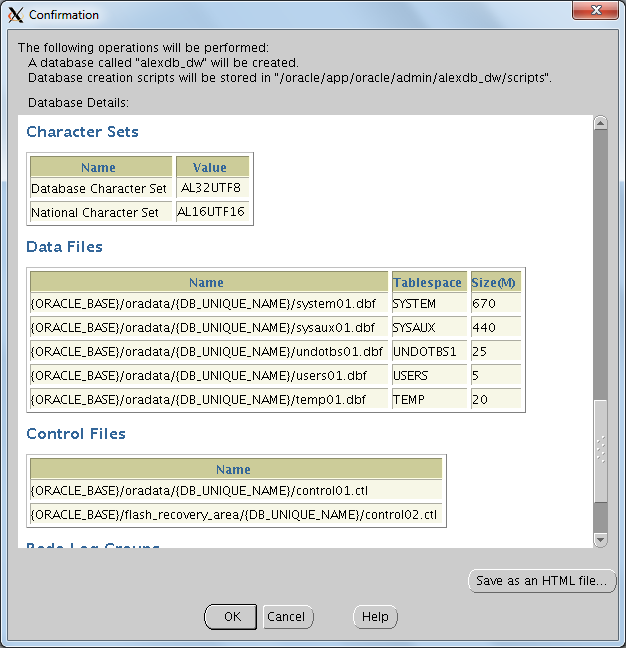 Confirmation
The following operations will be performed:
A database called "alexdb_dw" will be created.
Database creation scripts will be stored in "/oracle/app/oracle/admin/alexdb_dw/scripts".
Database Details:
Character Sets
Name Value
Database Character Set AL32UTF8
National Character Set AL16UTF16
Data Files
Name Tablespace Size(M)
{ORACLE_BASE}/oradata/{DB_UNIQUE_NAME}/system01.dbf SYSTEM 670
{ORACLE_BASE}/oradata/{DB_UNIQUE_NAME}/sysaux01.dbf SYSAUX 440
{ORACLE_BASE}/oradata/{DB_UNIQUE_NAME}/undotbs01.dbf UNDOTBS1 25
{ORACLE_BASE}/oradata/{DB_UNIQUE_NAME}/users01.dbf USERS 5
{ORACLE_BASE}/oradata/{DB_UNIQUE_NAME}/temp01.dbf TEMP 20
Control Files
Name
{ORACLE_BASE}/oradata/{DB_UNIQUE_NAME}/control01.ctl
{ORACLE_BASE}/flash_recovery_area/{DB_UNIQUE_NAME}/control02.ctl
Redo Log Groups
Save as an HTML file...
OK Cancel Help